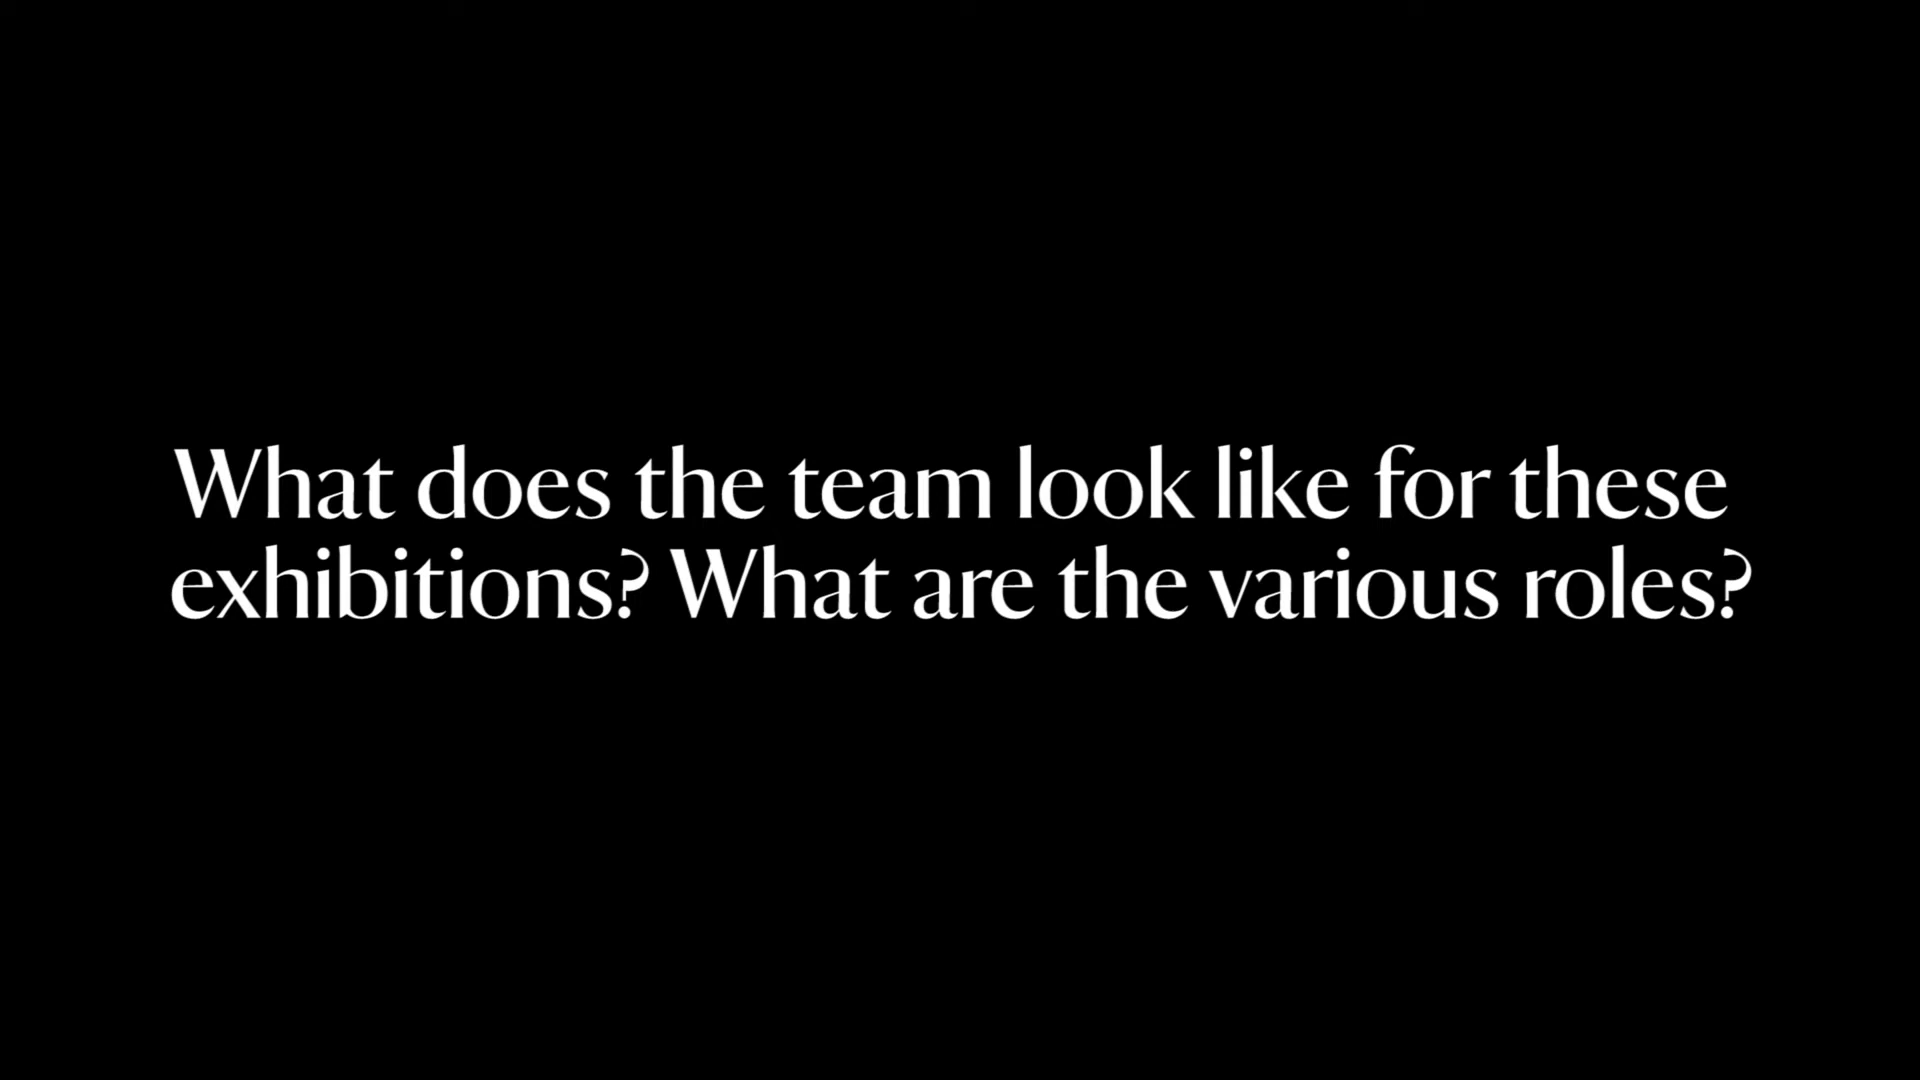 What does the team look like for these
exhibitions? What are the various roles?